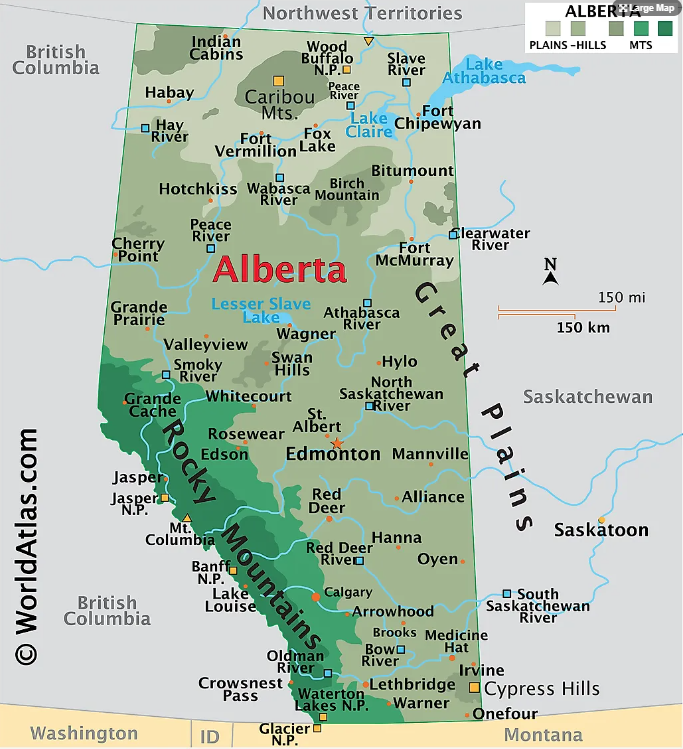 Large Map
ALBERTA
PLAINS -HILLS MTS
Northwest Territories
British
Columbia
Indian
Cabins
Wood
Buffalo
N.P.
Slave
River
Lake
Athabasca
Habay
Caribou
Mts.
Peace
River
Hay
River
Lake
Claire
Fort
Chipewyan
Fort
Vermillion
Fox
Lake
Bitumount
Hotchkiss
Wabasca
River
Birch
Mountain
Peace
River
Clearwater
River
Cherry
Point
Alberta
Fort
McMurray
N
Great Plains
150 mi
150 km
Grande
Prairie
Lesser Slave
Lake
Athabasca
River
Wagner
Valleyview
Swan
Hills
Hylo
Smoky
River
North
Saskatchewan
River
Saskatchewan
Grande
Cache
Whitecourt
St.
Albert
Rosewear
Edson
Edmonton
Mannville
Rocky Mountains
Jasper
Jasper
N.P.
Red
Deer
Alliance
Mt.
Columbia
Saskatoon
Hanna
Red Deer
River
Oyen
Banff
N.P.
Lake
Louise
Calgary
South
Saskatchewan
River
British
Columbia
Arrowhood
Brooks
Medicine
Hat
Bow
River
Oldman
River
Irvine
Crowsnest
Pass
Lethbridge
Cypress Hills
Waterton
Lakes N.P.
Warner
Onefour
Glacier
N.P.
Washington
ID
Montana
© WorldAtlas.com